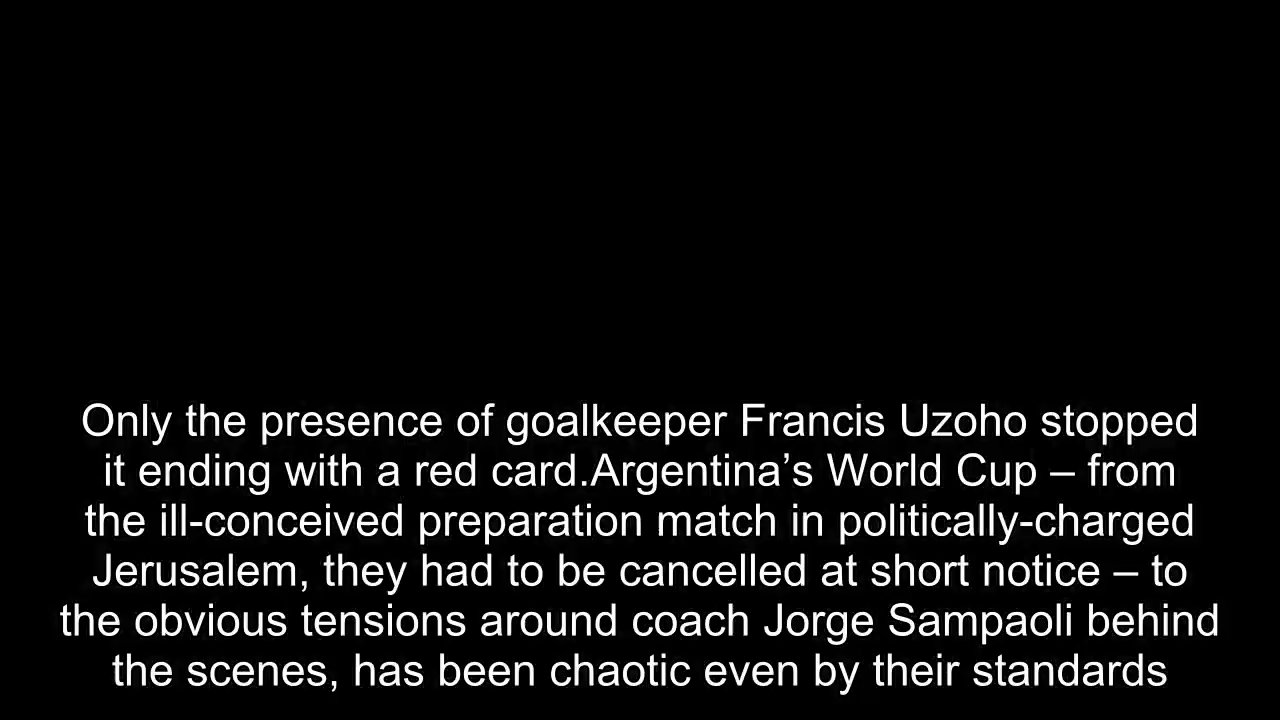 Only the presence of goalkeeper Francis Uzoho stopped
it ending with a red card.Argentina’s World Cup – from
the ill-conceived preparation match in politically-charged
Jerusalem, they had to be cancelled at short notice – to
the obvious tensions around coach Jorge Sampaoli behind
the scenes, has been chaotic even by their standards